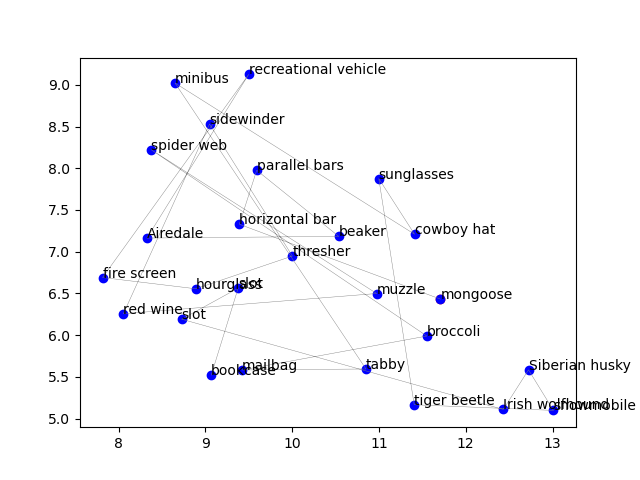 recreational vehicle
minibus
9.0
sidewinder
8.5
spider web
8.0
parallel bars
sunglasses
7.5
horizontal bar
cowboy hat
beaker
Airedale
7.0
thresher
fire screen
hourglass
slot
6.5
muzzle
mongoose
red wine
slot
6.0
broccoli
mailbag
tabby
Siberian husky
5.5
bookcase
tiger beetle
Irish wolfhound
snowmobile
5.0
8 9 10 11 12 13